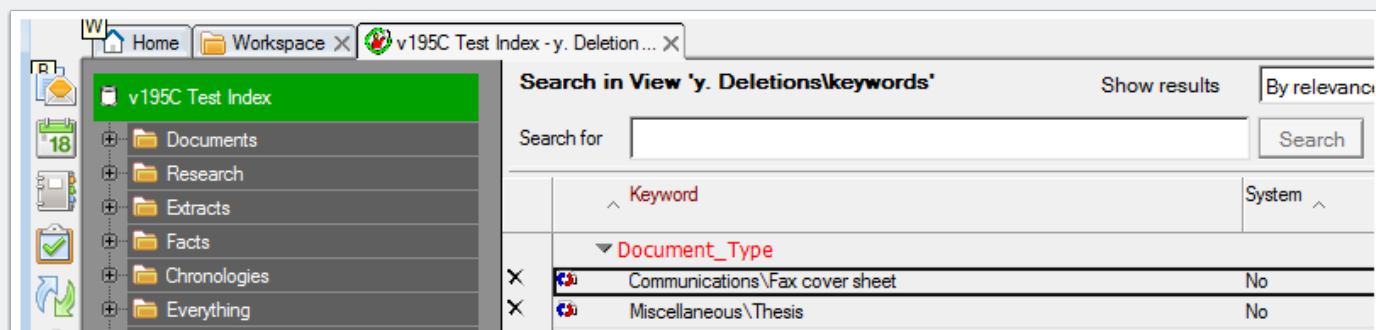 W
Home
Workspace
v195C Test Index - y. Deletion ...
v195C Test Index
18
Documents
Research
Extracts
Facts
Chronologies
Everything
Search in View 'y. Deletions\keywords'
Show results
By relevance
Search for
Search
Keyword
System
Document_Type
Communications\Fax cover sheet
No
Miscellaneous\Thesis
No